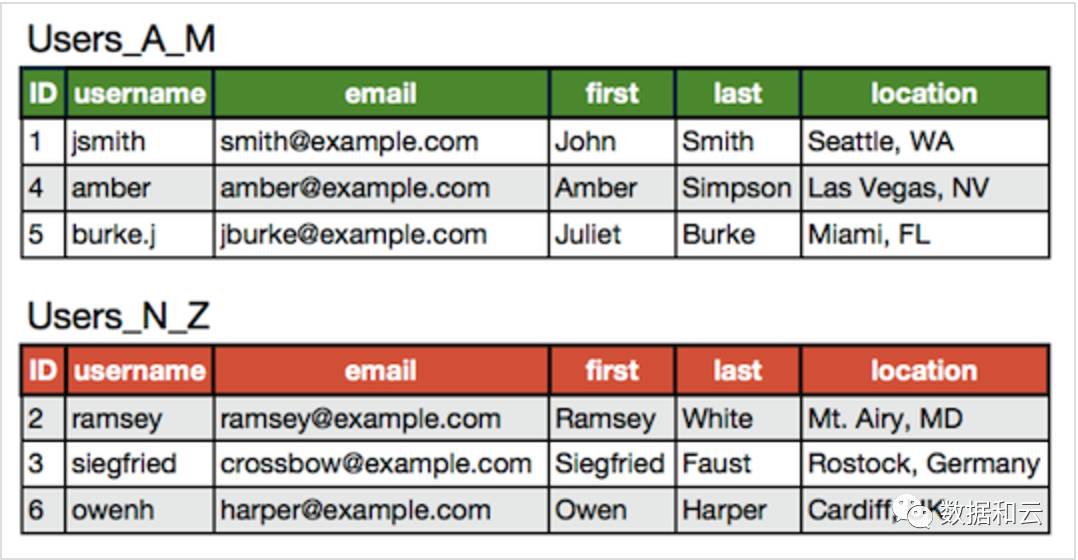 Users_A_M
ID username email first last location
1 jsmith smith@example.com John Smith Seattle, WA
4 amber amber@example.com Amber Simpson Las Vegas, NV
5 burke.j jburke@example.com Juliet Burke Miami, FL
Users_N_Z
ID username email first last location
2 ramsey ramsey@example.com Ramsey White Mt. Airy, MD
3 siegfried crossbow@example.com Siegfried Faust Rostock, Germany
6 owenh harper@example.com Owen Harper Cardiff,
数据和云